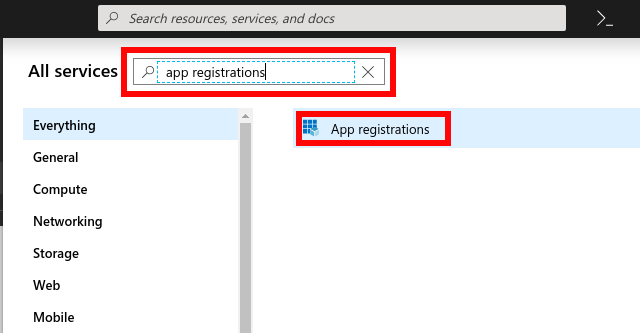 Search resources, services, and docs
All services
app registrations
Everything
General
Compute
Networking
Storage
Web
Mobile
App registrations